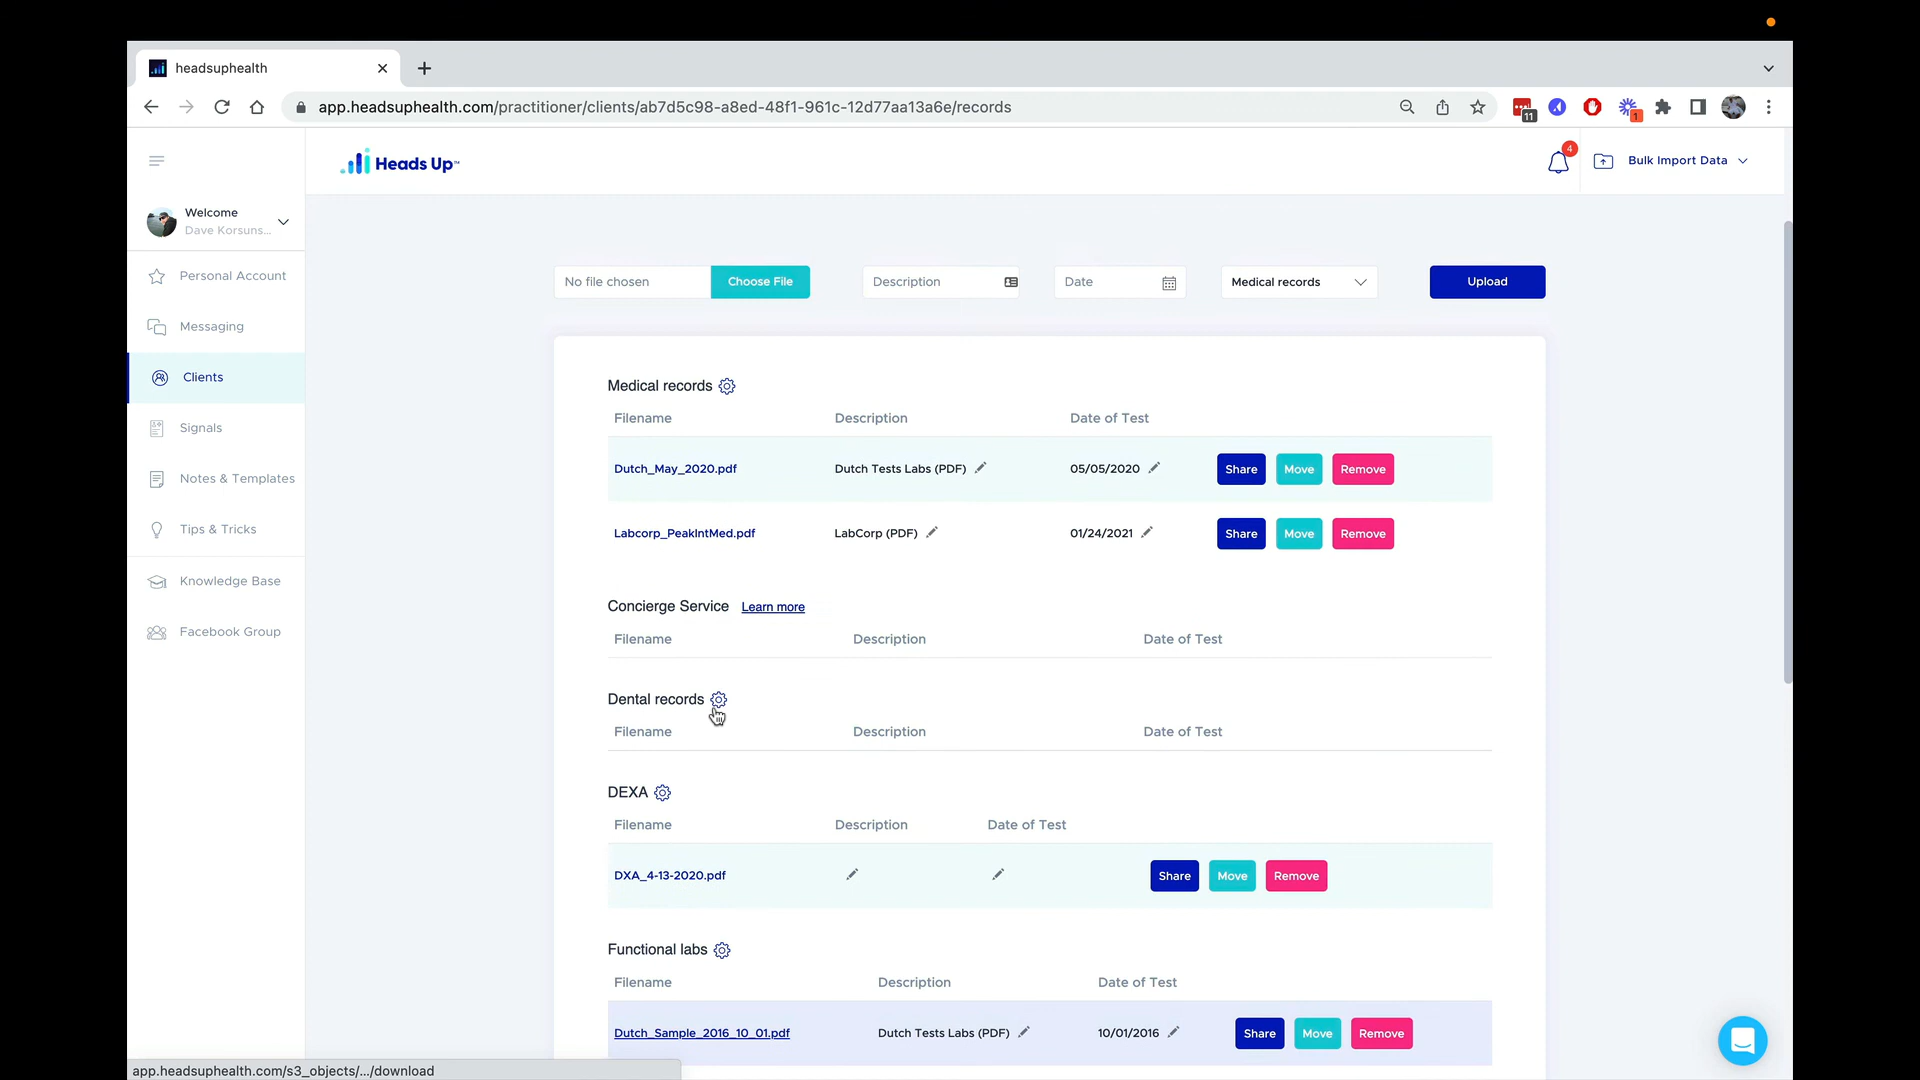 headsuphealth
app.headsuphealth.com/practitioner/clients/ab7d5c98-a8ed-48f1-961c-12d77aa13a6e/records
11
1
Heads Up™
4
Bulk Import Data
Welcome
Dave Korsuns...
Personal Account
Messaging
Clients
Signals
Notes & Templates
Tips & Tricks
Knowledge Base
Facebook Group
No file chosen Choose File Description Date Medical records Upload
Medical records
Filename Description Date of Test
Dutch_May_2020.pdf Dutch Tests Labs (PDF) 05/05/2020 Share Move Remove
Labcorp_PeakIntMed.pdf LabCorp (PDF) 01/24/2021 Share Move Remove
Concierge Service Learn more
Filename Description Date of Test
Dental records
Filename Description Date of Test
DEXA
Filename Description Date of Test
DXA_4-13-2020.pdf Share Move Remove
Functional labs
Filename Description Date of Test
Dutch_Sample_2016_10_01.pdf Dutch Tests Labs (PDF) 10/01/2016 Share Move Remove
app.headsuphealth.com/s3_objects/.../download